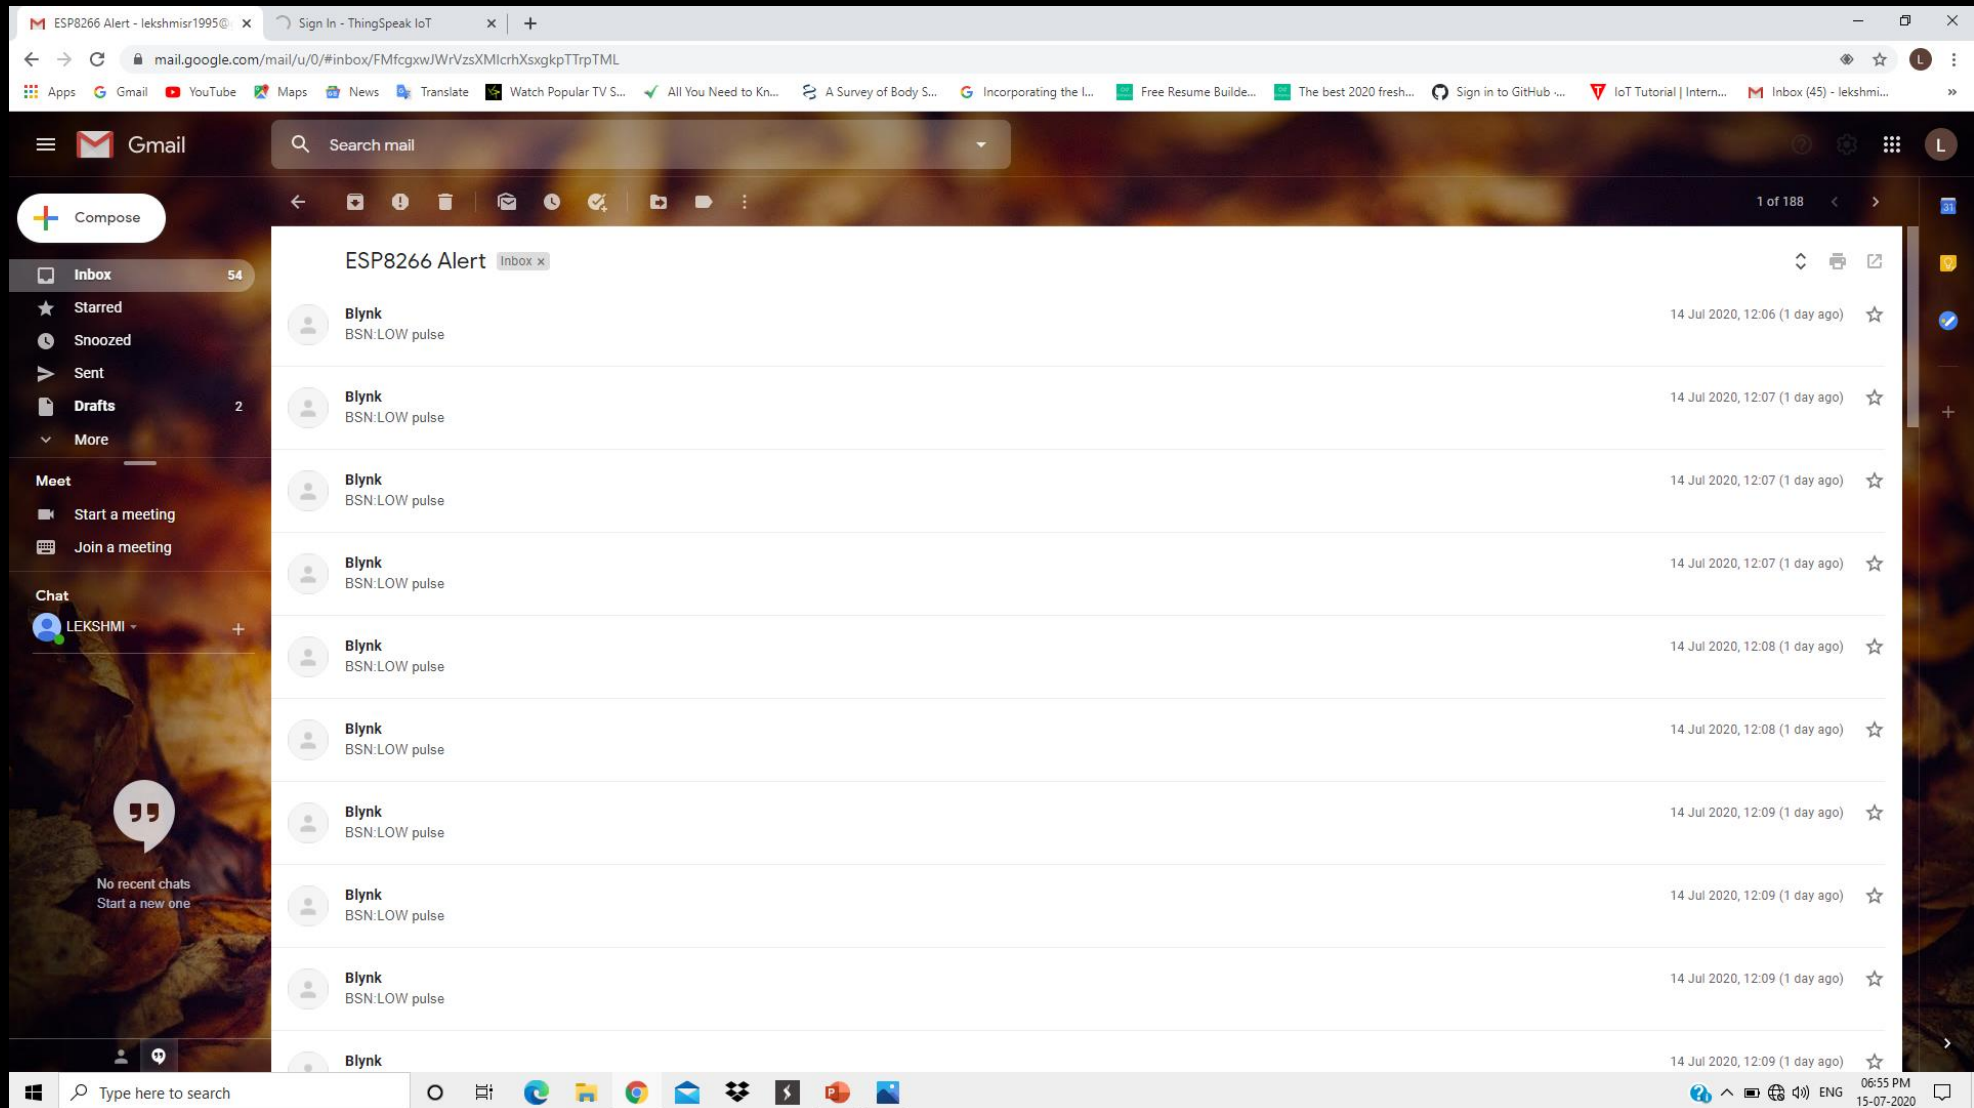 ESP8266 Alert - lekshmisr1995@ Sign In - ThingSpeak IoT
mail.google.com/mail/u/0/#inbox/FMfcgxwJWrVzsXMlcrhXsxgkpTTrpTML L
Apps Gmail YouTube Maps News Translate Watch Popular TV S... All You Need to Kn... A Survey of Body S... Incorporating the I... Free Resume Builde... The best 2020 fresh... Sign in to GitHub ·... IoT Tutorial | Intern... Inbox (45) - lekshmi... »
Gmail Search mail L
Compose 1 of 188 31
ESP8266 Alert Inbox x
Inbox 54
Starred
Snoozed
Sent
Drafts 2
More
Meet
Start a meeting
Join a meeting
Chat
LEKSHMI
No recent chats
Start a new one
Blynk 14 Jul 2020, 12:06 (1 day ago)
BSN:LOW pulse
Blynk 14 Jul 2020, 12:07 (1 day ago)
BSN:LOW pulse
Blynk 14 Jul 2020, 12:07 (1 day ago)
BSN:LOW pulse
Blynk 14 Jul 2020, 12:07 (1 day ago)
BSN:LOW pulse
Blynk 14 Jul 2020, 12:08 (1 day ago)
BSN:LOW pulse
Blynk 14 Jul 2020, 12:08 (1 day ago)
BSN:LOW pulse
Blynk 14 Jul 2020, 12:09 (1 day ago)
BSN:LOW pulse
Blynk 14 Jul 2020, 12:09 (1 day ago)
BSN:LOW pulse
Blynk 14 Jul 2020, 12:09 (1 day ago)
BSN:LOW pulse
Blynk 14 Jul 2020, 12:09 (1 day ago)
Type here to search ENG 06:55 PM
15-07-2020